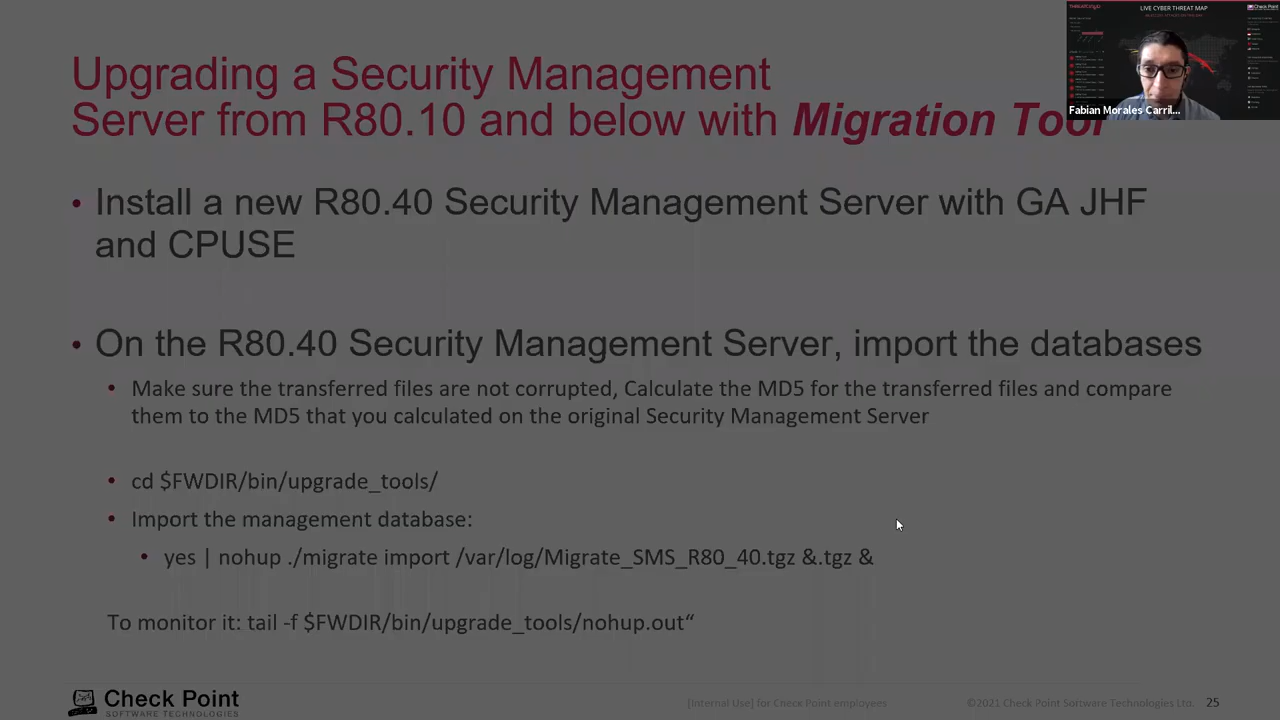 Upgrading a Security Management
Server from R80.10 and below with Migration Tool
• Install a new R80.40 Security Management Server with GA JHF
and CPUSE
• On the R80.40 Security Management Server, import the databases
• Make sure the transferred files are not corrupted, Calculate the MD5 for the transferred files and compare
them to the MD5 that you calculated on the original Security Management Server
• cd $FWDIR/bin/upgrade_tools/
• Import the management database:
• yes | nohup ./migrate import /var/log/Migrate_SMS_R80_40.tgz &.tgz &
To monitor it: tail -f $FWDIR/bin/upgrade_tools/nohup.out“
Check Point
SOFTWARE TECHNOLOGIES
[Internal Use] for Check Point employees
©2021 Check Point Software Technologies Ltd.
25
LIVE CYBER THREAT MAP
Check Point
Fabian Morales Carril...